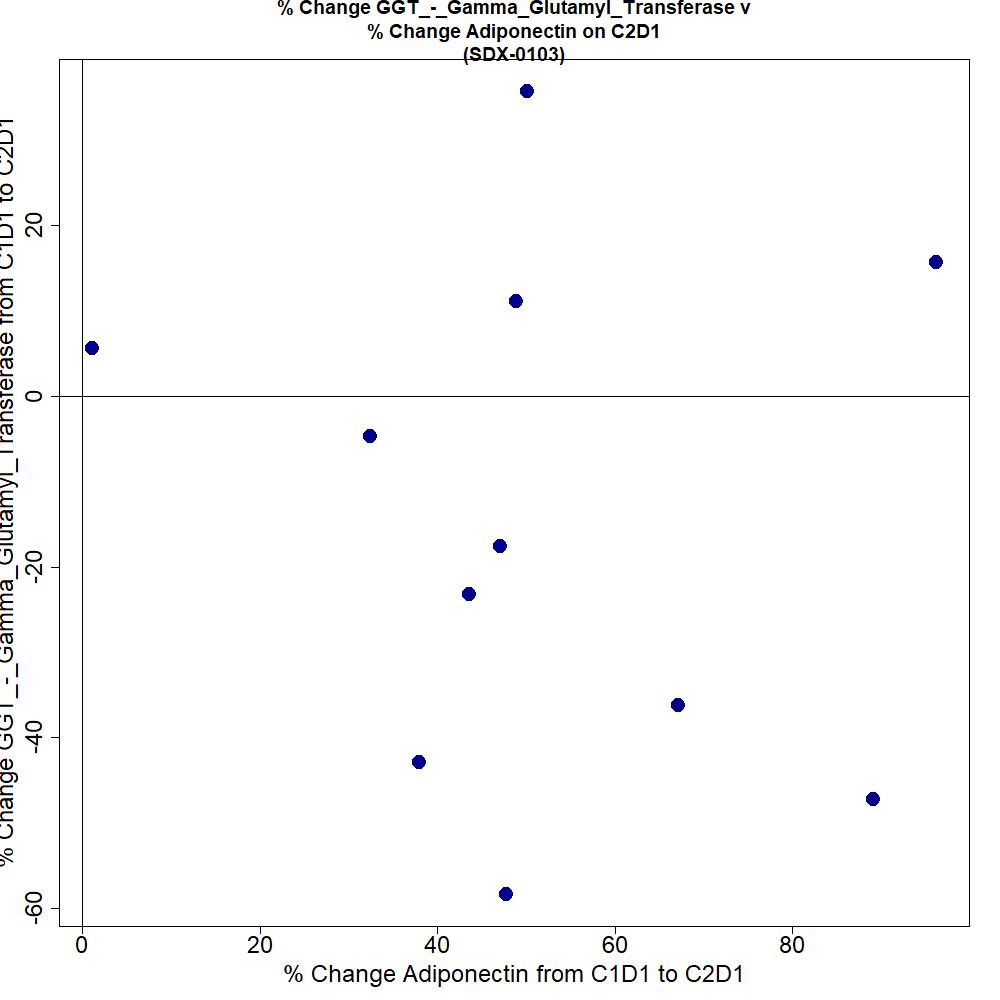 % Change GGT_-_Gamma_Glutamyl_Transferase v
% Change Adiponectin on C2D1
(SDX-0103)
% Change GGT_-_Gamma_Glutamyl_Transferase from C1D1 to C2D1
20
0
-20
-40
-60
0 20 40 60 80
% Change Adiponectin from C1D1 to C2D1